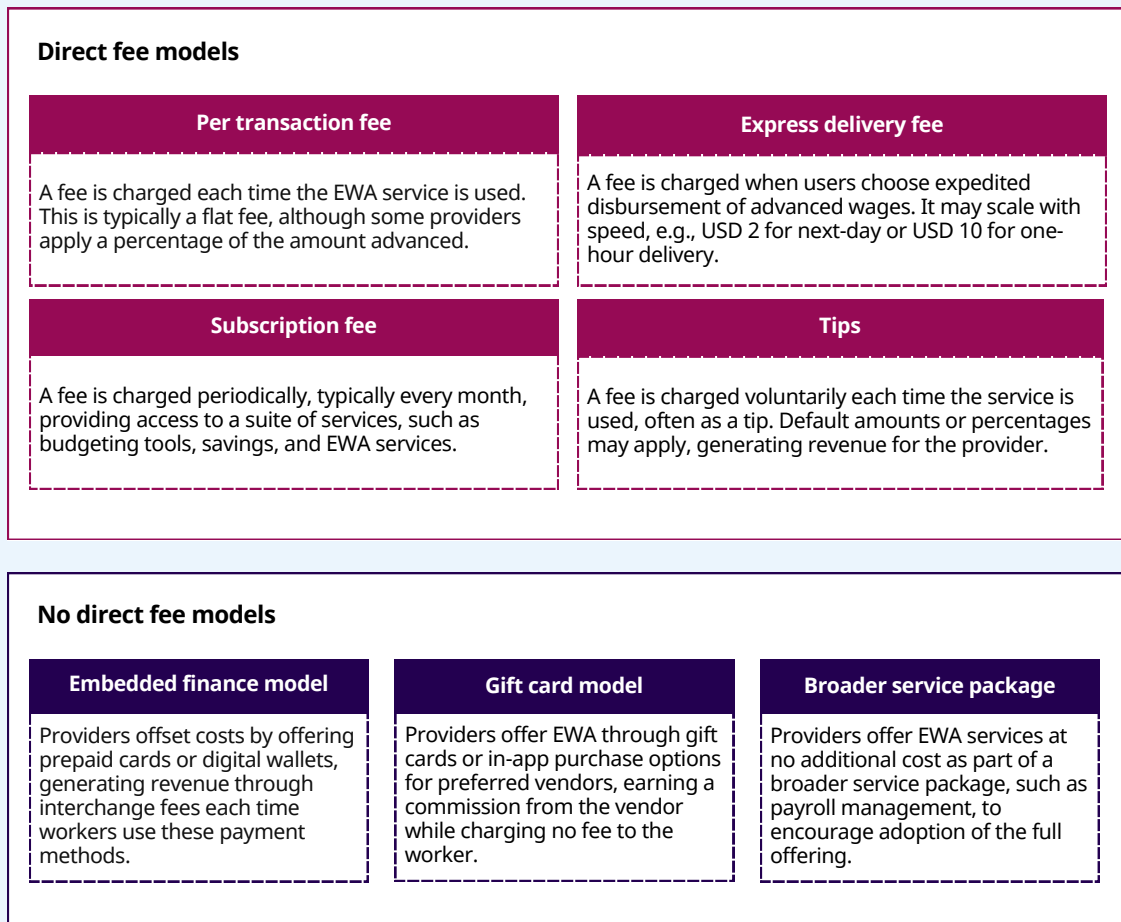 Direct fee models
Per transaction fee
A fee is charged each time the EWA service is used.
This is typically a flat fee, although some providers
apply a percentage of the amount advanced.
Express delivery fee
A fee is charged when users choose expedited
disbursement of advanced wages. It may scale with
speed, e.g., USD 2 for next-day or USD 10 for one-
hour delivery.
Subscription fee
A fee is charged periodically, typically every month,
providing access to a suite of services, such as
budgeting tools, savings, and EWA services.
Tips
A fee is charged voluntarily each time the service is
used, often as a tip. Default amounts or percentages
may apply, generating revenue for the provider.
No direct fee models
Embedded finance model
Providers offset costs by offering
prepaid cards or digital wallets,
generating revenue through
interchange fees each time
workers use these payment
methods.
Gift card model
Providers offer EWA through gift
cards or in-app purchase options
for preferred vendors, earning a
commission from the vendor
while charging no fee to the
worker.
Broader service package
Providers offer EWA services at
no additional cost as part of a
broader service package, such as
payroll management, to
encourage adoption of the full
offering.